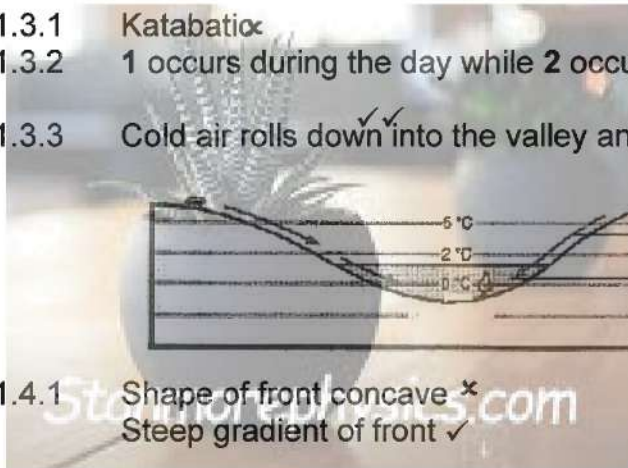 1.3.1 Katabatic
1.3.2 1 occurs during the day while 2 occu
1.3.3 Cold air rolls down into the valley an
6 °C
2 °C
0 °C
1.4.1 Shape of front concave ×
Stanmorephysics.com
Steep gradient of front ✓